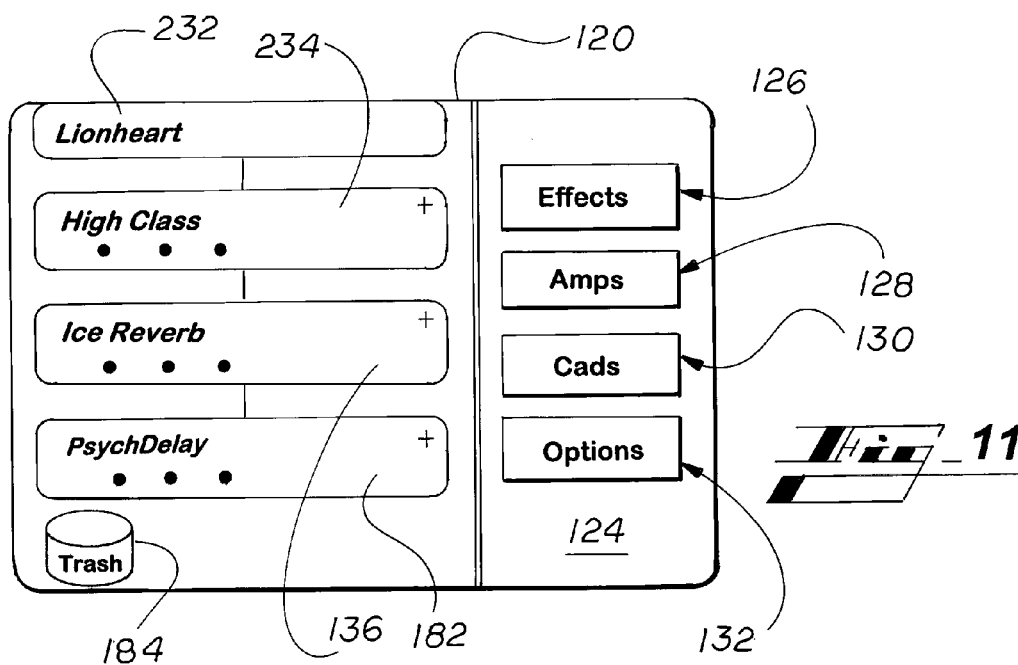 232
234
120
126
Lionheart
High Class
+
Effects
Amps
128
Ice Reverb
+
Cads
130
PsychDelay
+
Options
11
Trash
124
184
136
182
132